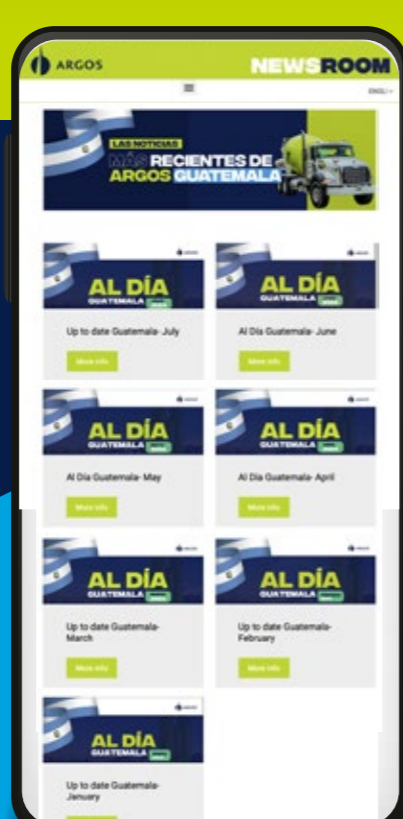 ARGOS
NEWSROOM
LAS NOTICIAS
MÁS RECIENTES DE
ARGOS GUATEMALA
AL DÍA
GUATEMALA
Up to date Guatemala- July
More info
AL DÍA
GUATEMALA
Al Día Guatemala- June
More info
AL DÍA
GUATEMALA
Al Día Guatemala- May
More info
AL DÍA
GUATEMALA
Al Día Guatemala- April
More info
AL DÍA
GUATEMALA
Up to date Guatemala-
March
More info
AL DÍA
GUATEMALA
Up to date Guatemala-
February
More info
AL DÍA
GUATEMALA
Up to date Guatemala-
January